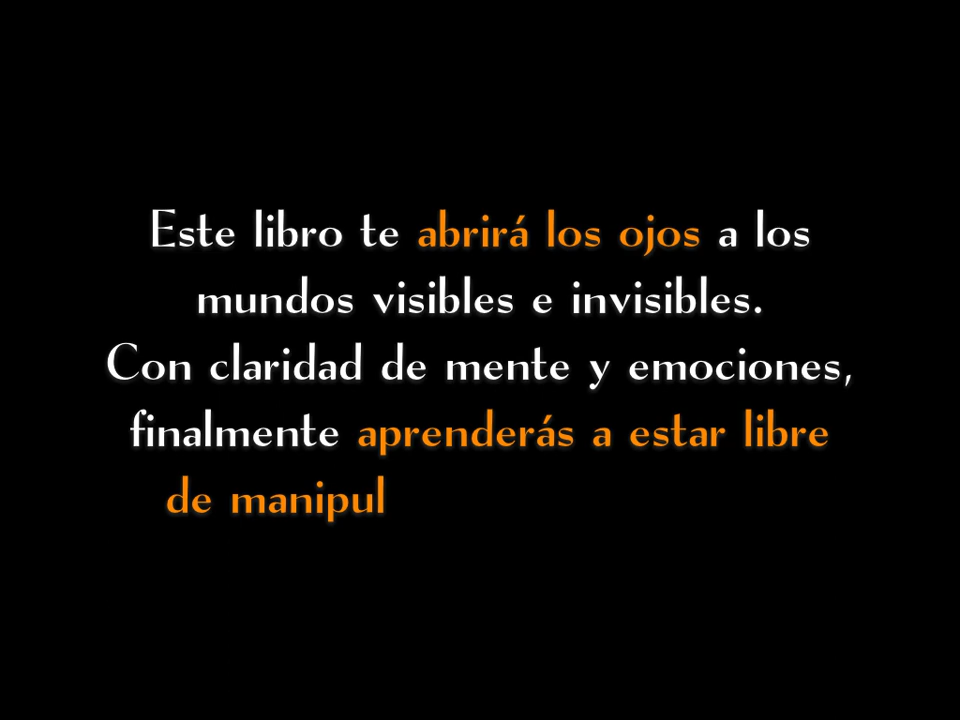 Este libro te abrirá los ojos a los
mundos visibles e invisibles.
Con claridad de mente y emociones,
finalmente aprenderás a estar libre
de manipul